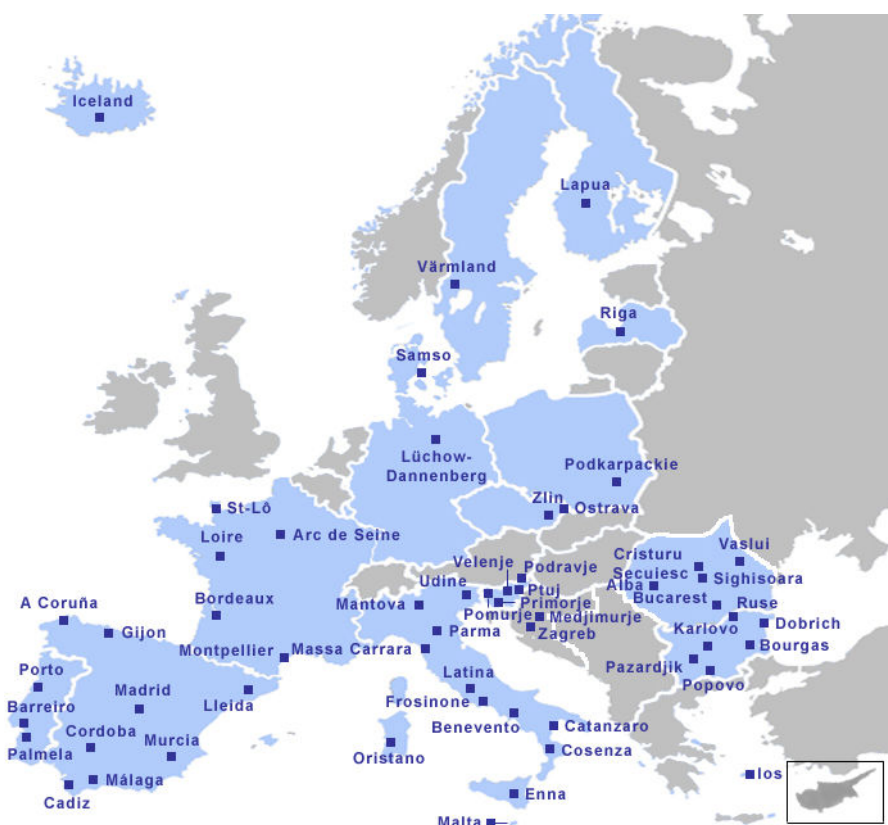 Iceland
Lapua
Värmland
Riga
Samso
Lüchow-
Dannenberg
Podkarpackie
Zlin
Ostrava
St-Lô
Loire
Arc de Seine
Vaslui
Velenje
Cristuru
Podravje
Secuiesc
Sighisoara
Udine
Ptuj
Alba
Bordeaux
Mantova
Primorje
Bucarest
Ruse
A Coruña
Pomurje
Medjimurje
Dobrich
Gijon
Parma
Zagreb
Karlovo
Bourgas
Montpellier
Massa Carrara
Porto
Latina
Pazardjik
Madrid
Popovo
Barreiro
Lleida
Frosinone
Cordoba
Benevento
Catanzaro
Murcia
Palmela
Oristano
Cosenza
Málaga
Ios
Cadiz
Enna
Malta